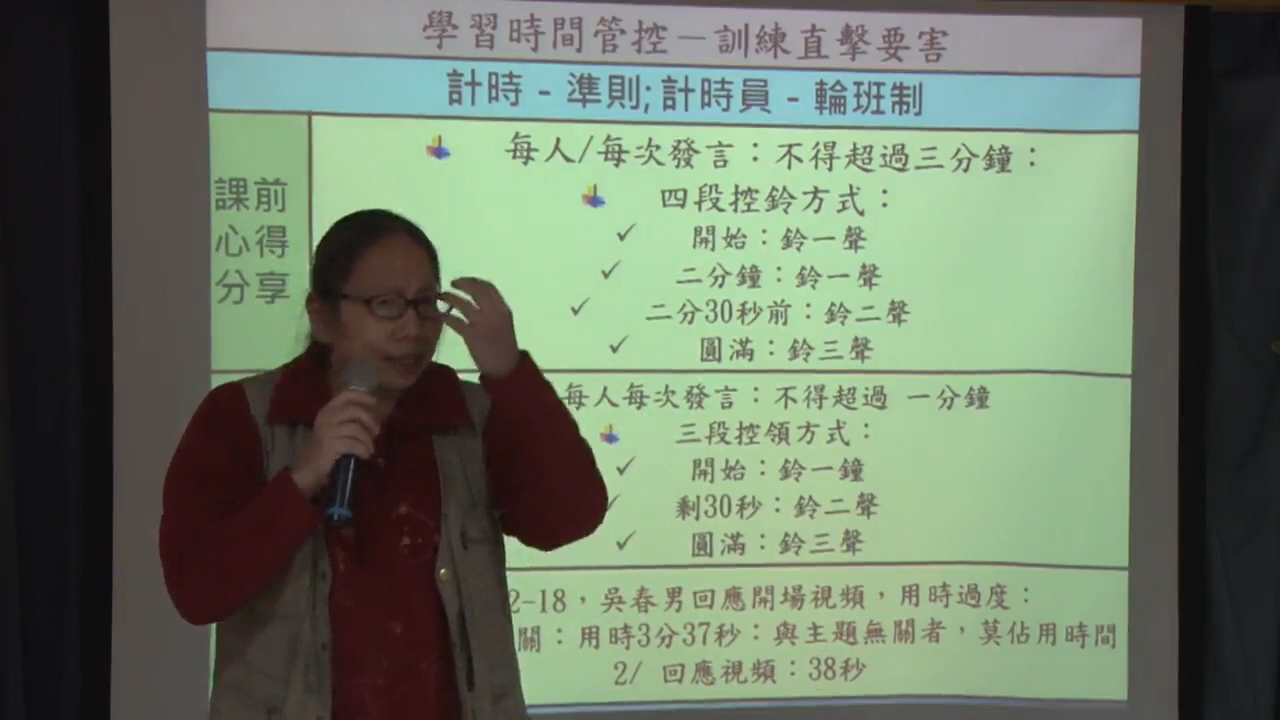 學習時間管控－訓練直擊要害
計時 - 準則; 計時員 - 輪班制
課前
心得
分享
每人/每次發言：不得超過三分鐘：
四段控鈴方式：
✓ 開始：鈴一聲
✓ 二分鐘：鈴一聲
✓ 二分30秒前：鈴二聲
✓ 圓滿：鈴三聲
每人每次發言：不得超過 一分鐘
三段控領方式：
✓ 開始：鈴一鐘
✓ 剩30秒：鈴二聲
✓ 圓滿：鈴三聲
2-18，吳春男回應開場視頻，用時過度：
關：用時3分37秒：與主題無關者，莫佔用時間
2/ 回應視頻：38秒